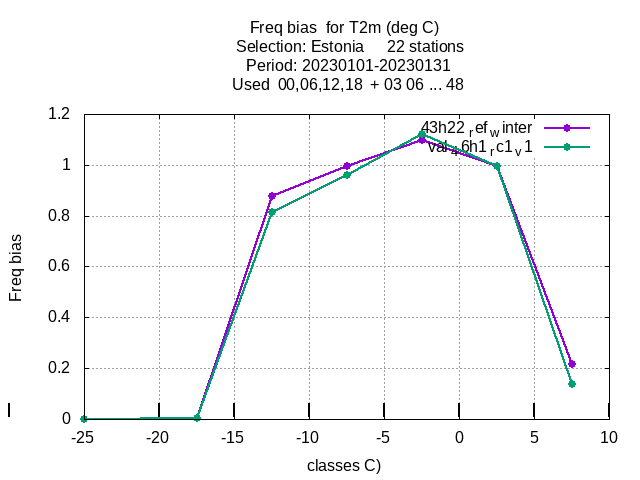 Freq bias for T2m (deg C)
Selection: Estonia 22 stations
Period: 20230101-20230131
Used 00,06,12,18 + 03 06 ... 48
43h22 r ef w inter
val 4 6h1 r c1 v 1
1.2
1
0.8
0.6
0.4
0.2
0
Freq bias
-25 -20 -15 -10 -5 0 5 10
classes C)